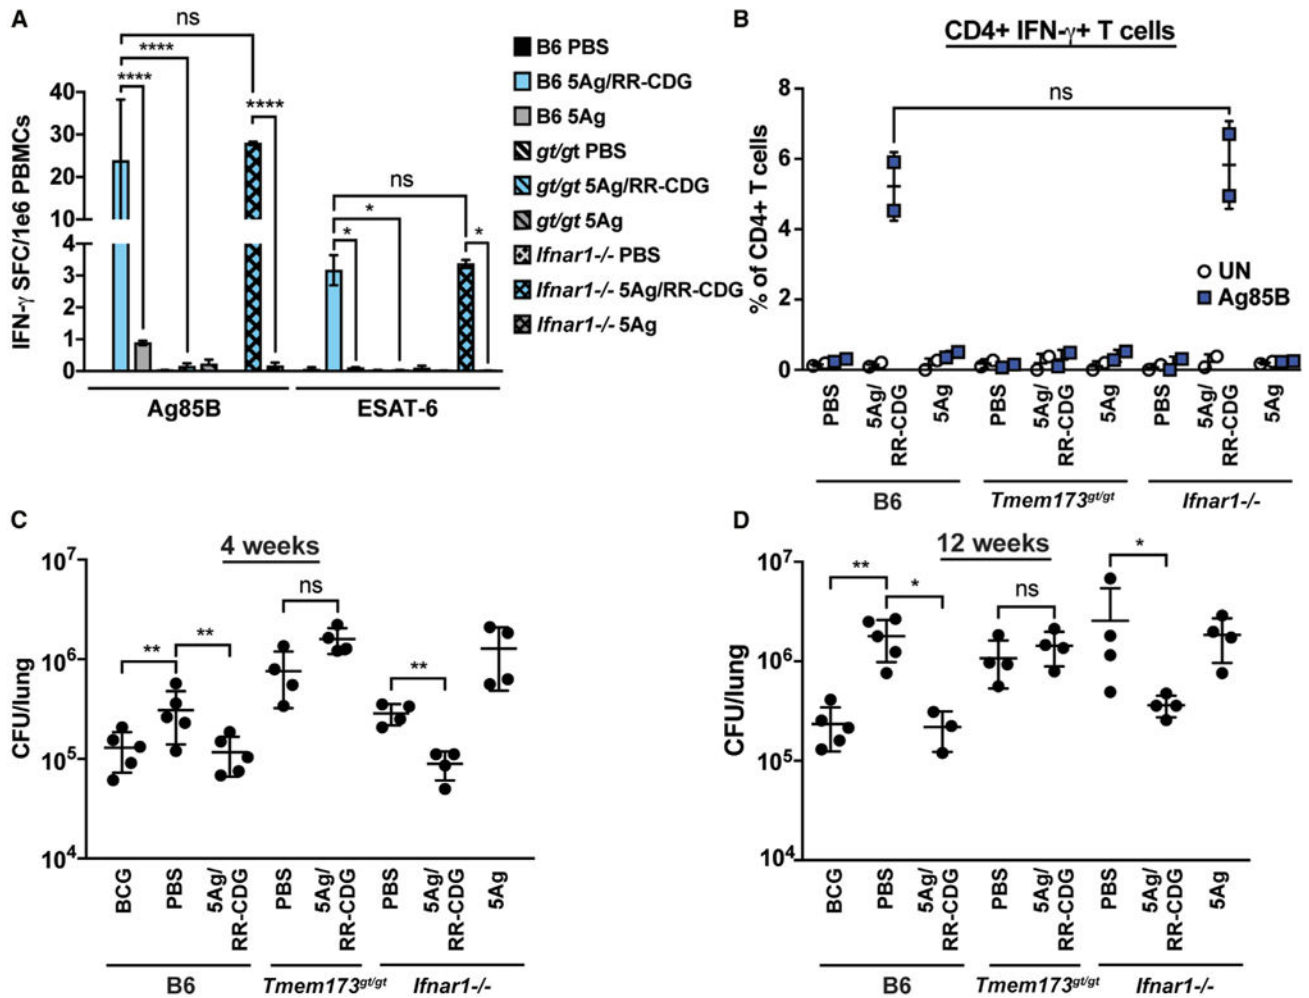 A
ns
****
****
****
40
30
20
10
4
3
2
1
0
IFN-γ SFC/1e6 PBMCs
ns
*
*
*
Ag85B
ESAT-6
B6 PBS
B6 5Ag/RR-CDG
B6 5Ag
gt/gt PBS
gt/gt 5Ag/RR-CDG
gt/gt 5Ag
Ifnar1-/- PBS
Ifnar1-/- 5Ag/RR-CDG
Ifnar1-/- 5Ag
B
CD4+ IFN-γ+ T cells
8
6
4
2
0
% of CD4+ T cells
ns
UN
Ag85B
PBS
5Ag/
RR-CDG
5Ag
PBS
5Ag/
RR-CDG
5Ag
PBS
5Ag/
RR-CDG
5Ag
B6
Tmem173gt/gt
Ifnar1-/-
C
4 weeks
10⁷
10⁶
10⁵
10⁴
CFU/lung
**
**
ns
**
BCG
PBS
5Ag/
RR-CDG
PBS
5Ag/
RR-CDG
PBS
5Ag/
RR-CDG
5Ag
B6
Tmem173gt/gt
Ifnar1-/-
D
12 weeks
10⁷
10⁶
10⁵
10⁴
CFU/lung
**
*
ns
*
BCG
PBS
5Ag/
RR-CDG
PBS
5Ag/
RR-CDG
PBS
5Ag/
RR-CDG
5Ag
B6
Tmem173gt/gt
Ifnar1-/-